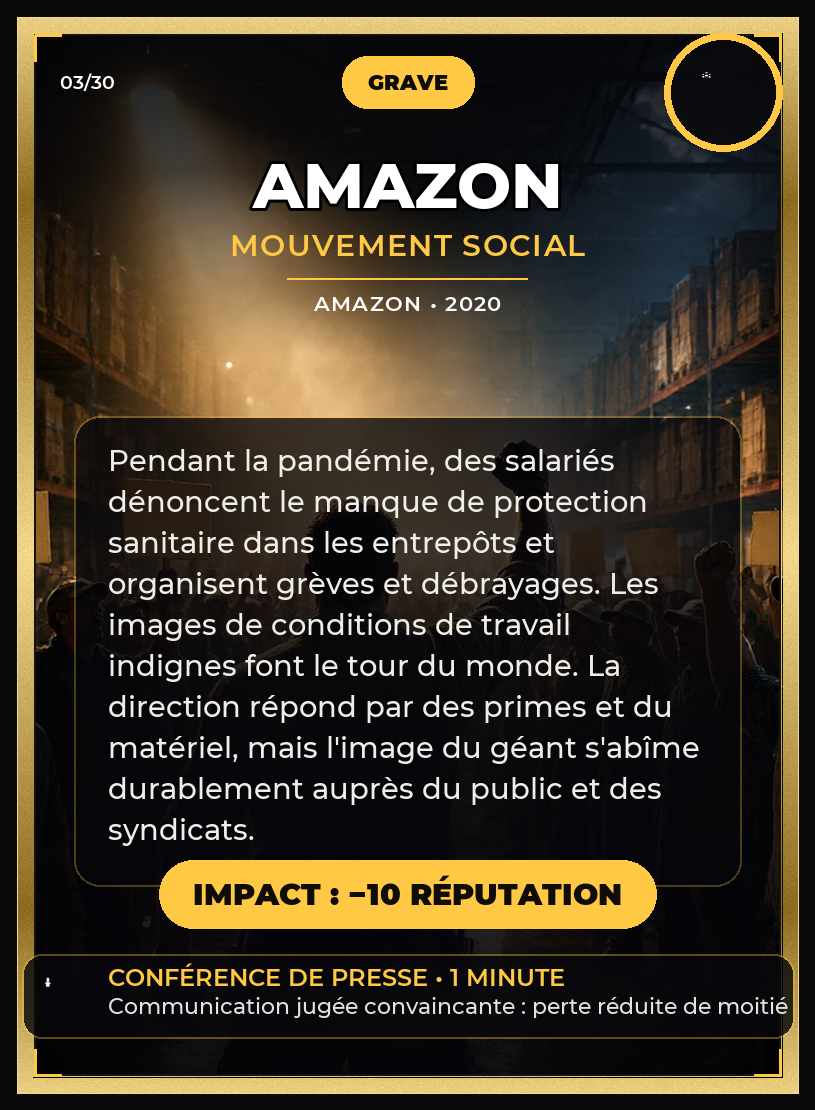 03/30
GRAVE
AMAZON
MOUVEMENT SOCIAL
AMAZON • 2020
Pendant la pandémie, des salariés
dénoncent le manque de protection
sanitaire dans les entrepôts et
organisent grèves et débrayages. Les
images de conditions de travail
indignes font le tour du monde. La
direction répond par des primes et du
matériel, mais l'image du géant s'abîme
durablement auprès du public et des
syndicats.
IMPACT : −10 RÉPUTATION
CONFÉRENCE DE PRESSE • 1 MINUTE
Communication jugée convaincante : perte réduite de moitié